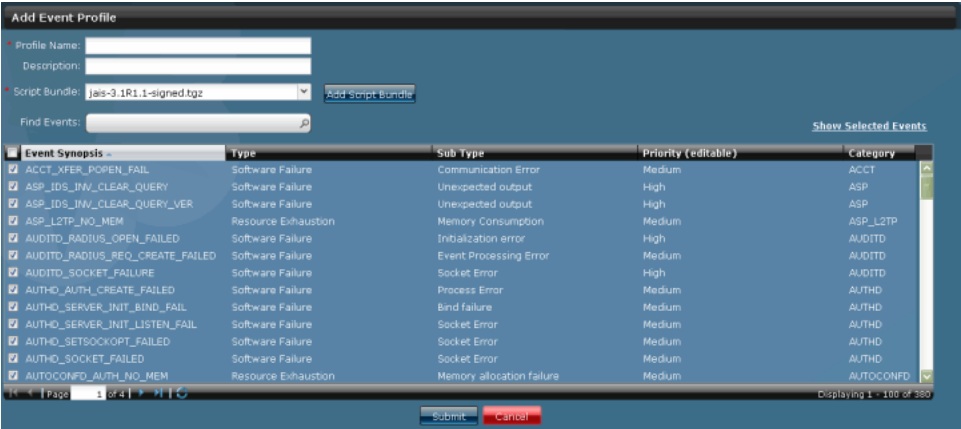 Add Event Profile
* Profile Name:
Description:
* Script Bundle: jais-3.1R1.1-signed.tgz Add Script Bundle
Find Events:
Show Selected Events
Event Synopsis Type Sub Type Priority (editable) Category
ACCT_XFER_POPEN_FAIL Software Failure Communication Error Medium ACCT
ASP_IDS_INV_CLEAR_QUERY Software Failure Unexpected output High ASP
ASP_IDS_INV_CLEAR_QUERY_VER Software Failure Unexpected output High ASP
ASP_L2TP_NO_MEM Resource Exhaustion Memory Consumption Medium ASP_L2TP
AUDITD_RADIUS_OPEN_FAILED Software Failure Initialization error High AUDITD
AUDITD_RADIUS_REQ_CREATE_FAILED Software Failure Event Processing Error Medium AUDITD
AUDITD_SOCKET_FAILURE Software Failure Socket Error High AUDITD
AUTHD_AUTH_CREATE_FAILED Software Failure Process Error Medium AUTHD
AUTHD_SERVER_INIT_BIND_FAIL Software Failure Bind failure Medium AUTHD
AUTHD_SERVER_INIT_LISTEN_FAIL Software Failure Socket Error Medium AUTHD
AUTHD_SETSOCKOPT_FAILED Software Failure Socket Error Medium AUTHD
AUTHD_SOCKET_FAILED Software Failure Socket Error Medium AUTHD
AUTOCONFD_AUTH_NO_MEM Resource Exhaustion Memory allocation failure Medium AUTOCONFD
Page 1 of 4 Displaying 1 - 100 of 380
Submit Cancel